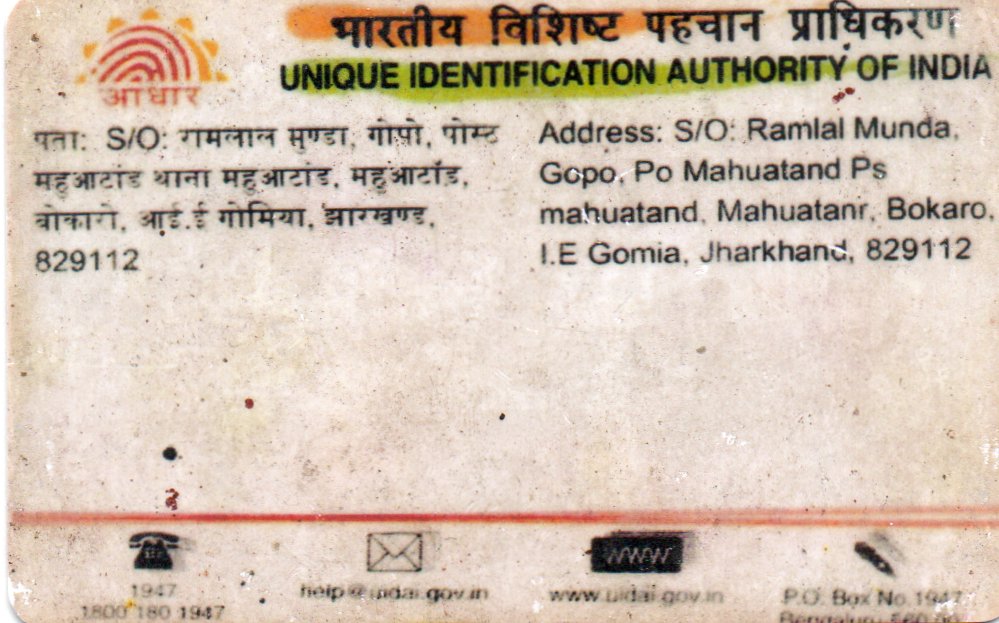 भारतीय विशिष्ट पहचान प्राधिकरण
UNIQUE IDENTIFICATION AUTHORITY OF INDIA
आधार
पता: S/O: रामलाल मुण्डा, गोपो, पोस्ट
महुआटांड थाना महुआटांड, महुआटॉड,
बोकारो, आई.ई गोमिया, झारखण्ड,
829112
Address: S/O: Ramlal Munda,
Gopo, Po Mahuatand Ps
mahuatand, Mahuatanr, Bokaro,
I.E Gomia, Jharkhand, 829112
1947
1800 180 1947
help@uidai.gov.in
www
www.uidai.gov.in
P.O. Box No.1947,
Bengaluru